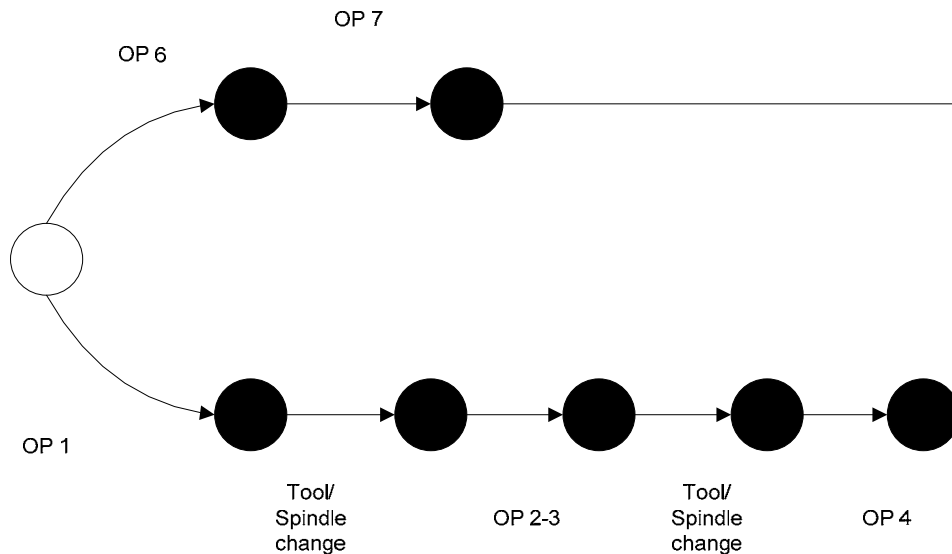 OP 7
OP 6
OP 1
Tool/
Spindle
change
OP 2-3
Tool/
Spindle
change
OP 4